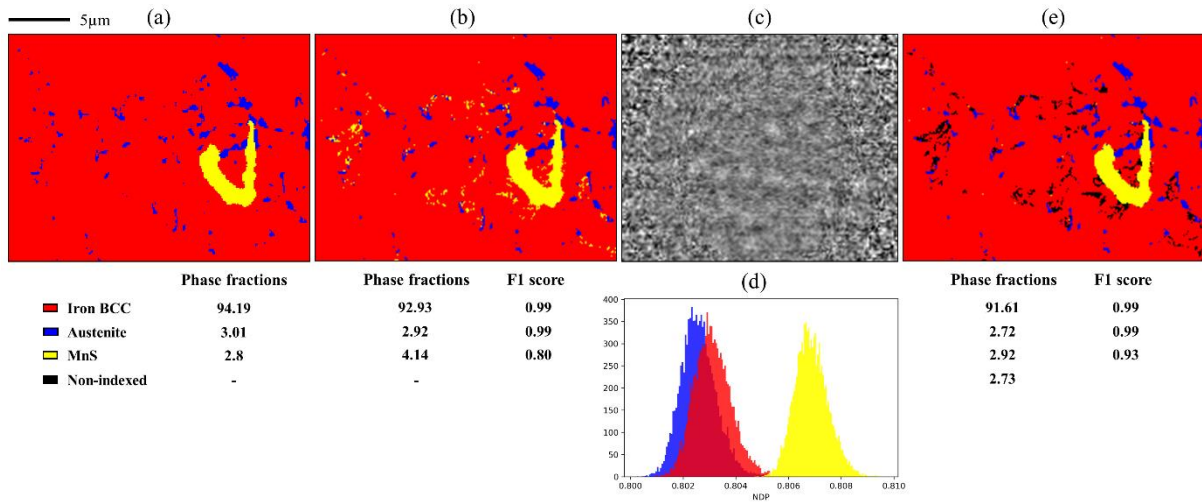 5µm (a) (b) (c) (e)
Phase fractions Phase fractions F1 score (d) Phase fractions F1 score
Iron BCC 94.19 92.93 0.99 91.61 0.99
Austenite 3.01 2.92 0.99 2.72 0.99
MnS 2.8 4.14 0.80 2.92 0.93
Non-indexed - - 2.73
400
350
300
250
200
150
100
50
0
0.800 0.802 0.804 0.806 0.808 0.810
NDP